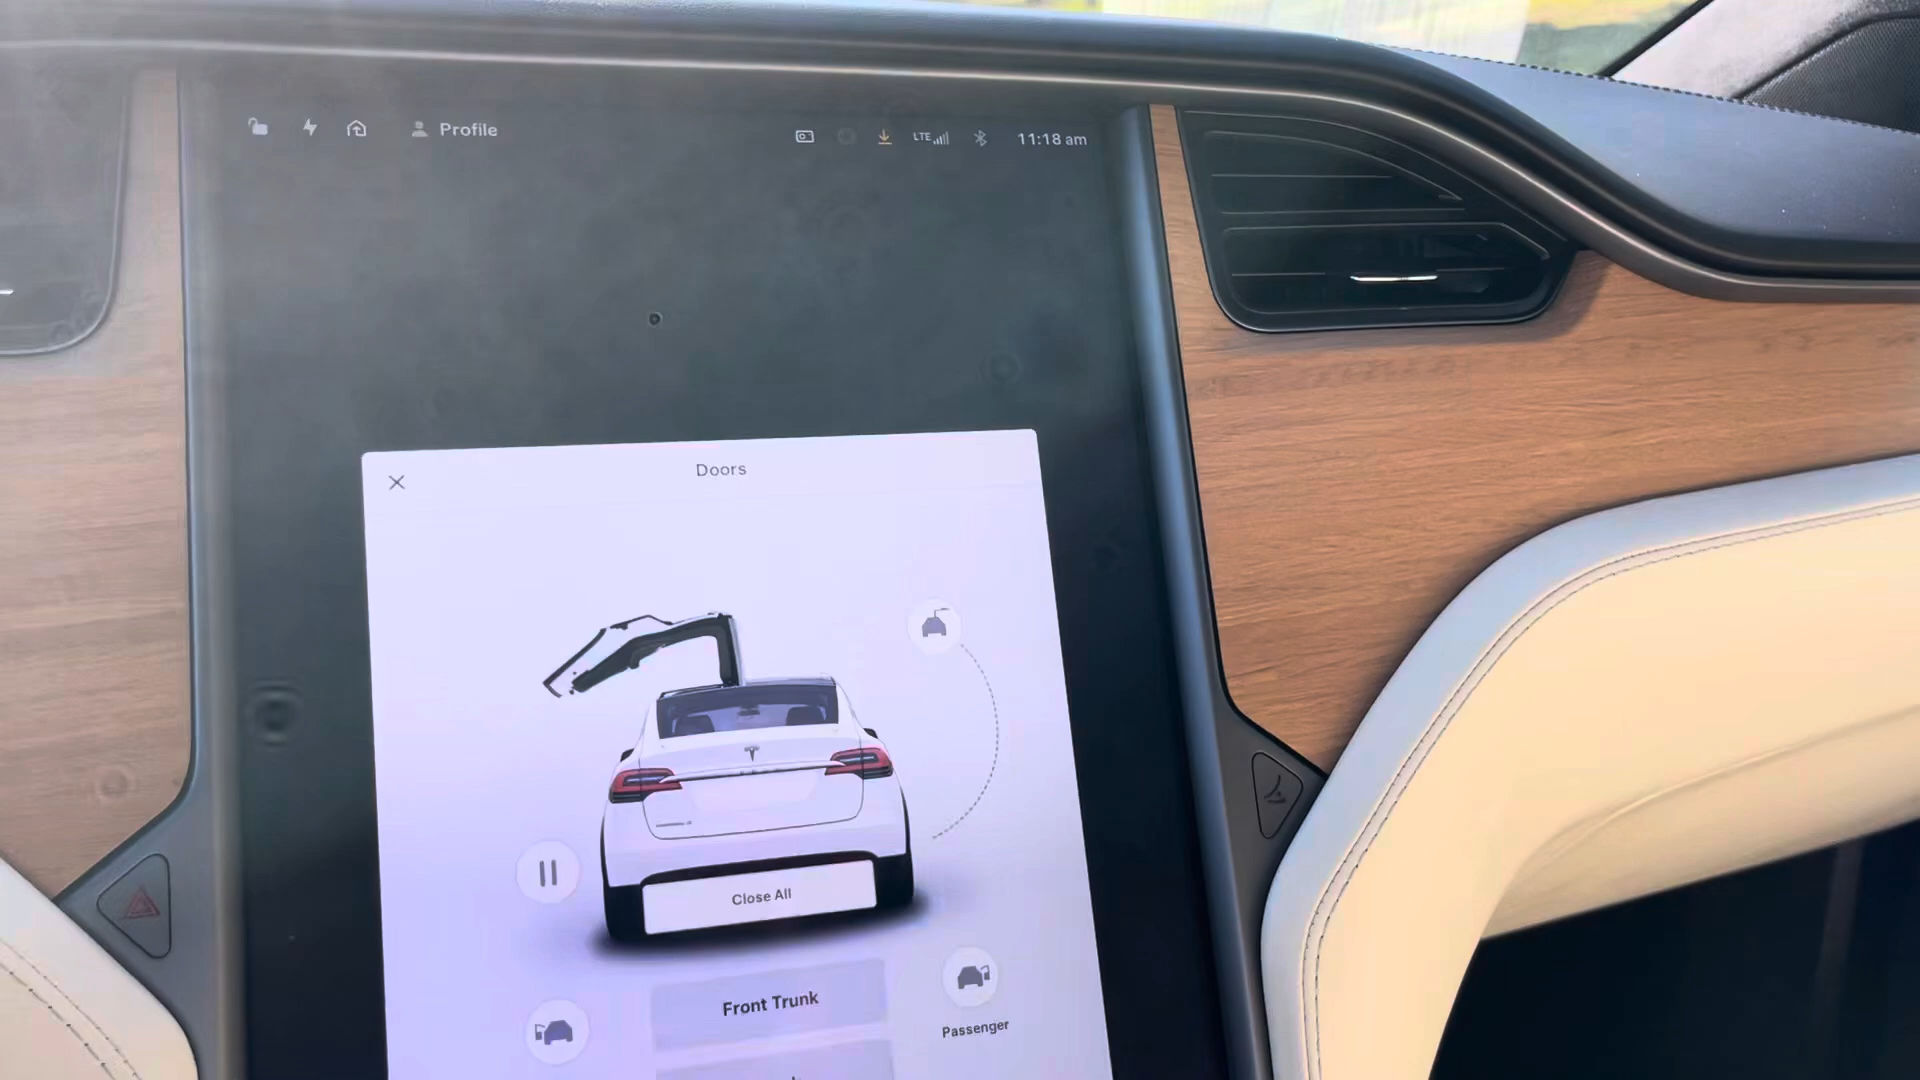 Profile
LTE
11:18 am
Doors
Close All
Front Trunk
Passenger